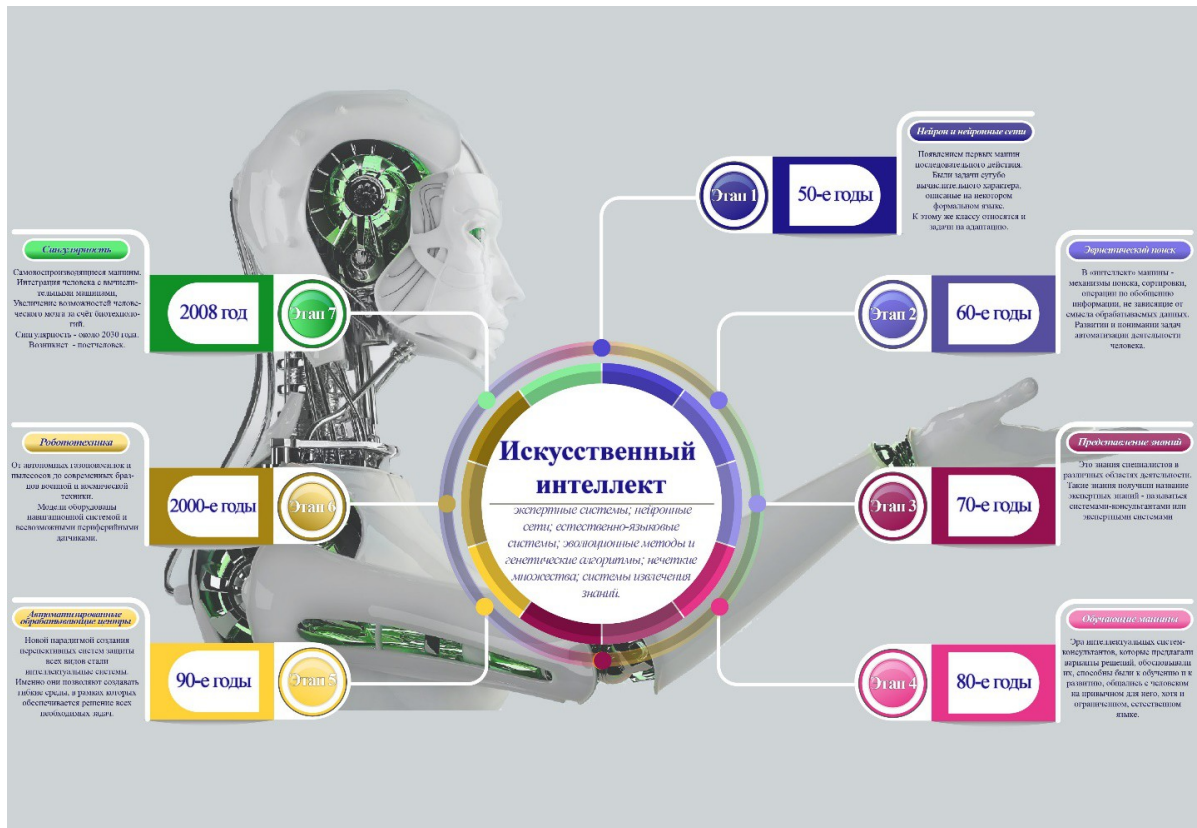 Искусственный
интеллект
экспертные системы; нейронные
сети; естественно-языковые
системы; эволюционные методы и
генетические алгоритмы; нечеткие
множества; системы извлечения
знаний.
Этап 1
50-е годы
Нейрон и нейронные сети
Появлением первых машин
последовательного действия.
Были задачи сугубо
вычислительного характера,
описаные на некотором
формальном языке.
К этому же классу относятся и
задачи на адаптацию.
Этап 2
60-е годы
Эвристический поиск
В «интеллект» машины -
механизмы поиска, сортировки,
операции по обобщению
информации, не зависящие от
смысла обрабатываемых данных.
Развитии и понимании задач
автоматизации деятельности
человека.
Этап 3
70-е годы
Представление знаний
Это знания специалистов в
различных областях деятельности.
Такие знания получили название
экспертных знаний - называться
системами-консультантами или
экспертными системами
Этап 4
80-е годы
Обучающие машины
Эра интеллектуальных систем-
консультантов, которые предлагали
варианты решений, обосновывали
их, способны были к обучению и к
развитию, общались с человеком
на привычном для него, хотя и
ограниченном, естественном
языке.
Этап 5
90-е годы
Автоматизированные
обрабатывающие центры
Новой парадигмой создания
перспективных систем защиты
всех видов стали
интеллектуальные системы.
Именно они позволяют создавать
гибкие среды, в рамках которых
обеспечивается решение всех
необходимых задач.
Этап 6
2000-е годы
Робототехника
От автономных газонокосилок и
пылесосов до современных образ-
цов военной и космической
техники.
Модели оборудованы
навигационной системой и
всевозможными периферийными
датчиками.
Этап 7
2008 год
Сингулярность
Самовоспроизводящиеся машины.
Интеграция человека с вычисли-
тельными машинами,
Увеличение возможностей челове-
ческого мозга за счёт биотехноло-
гий.
Сингулярность - около 2030 года.
Возникнет - постчеловек.